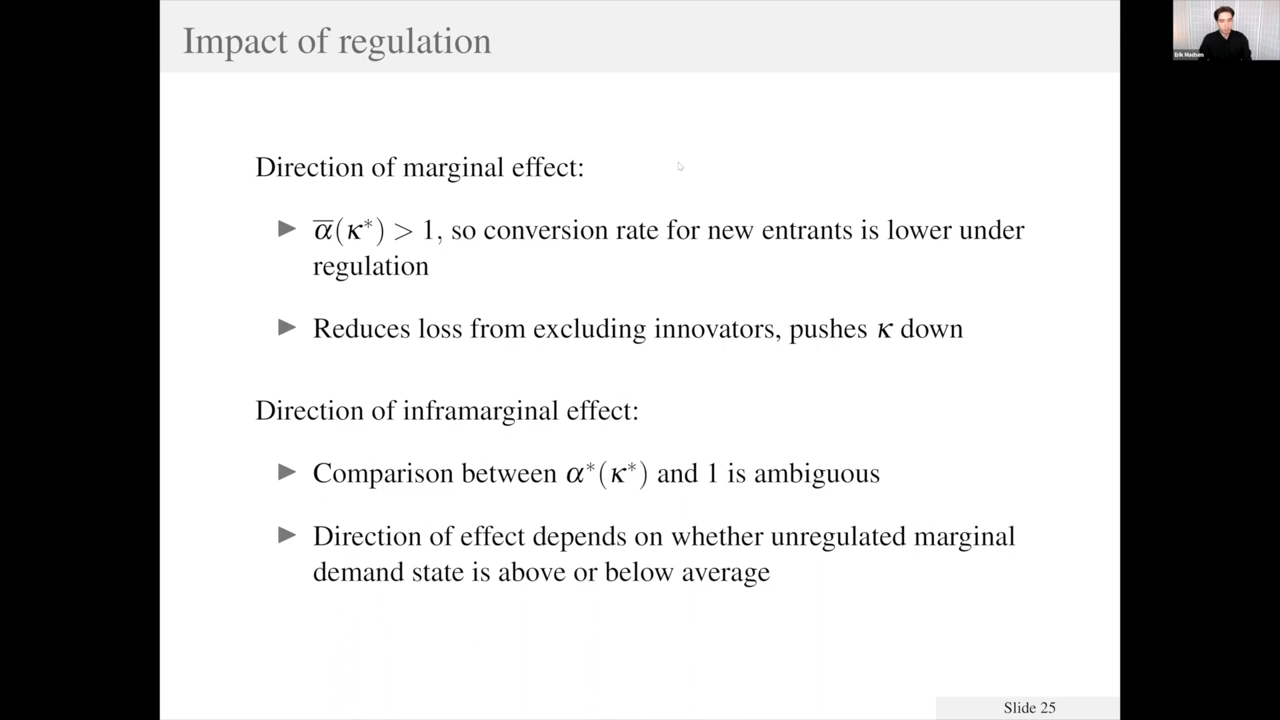 Impact of regulation
Erik Madsen
Direction of marginal effect:
▶ α̅(κ*) > 1, so conversion rate for new entrants is lower under
regulation
▶ Reduces loss from excluding innovators, pushes κ down
Direction of inframarginal effect:
▶ Comparison between α*(κ*) and 1 is ambiguous
▶ Direction of effect depends on whether unregulated marginal
demand state is above or below average
Slide 25